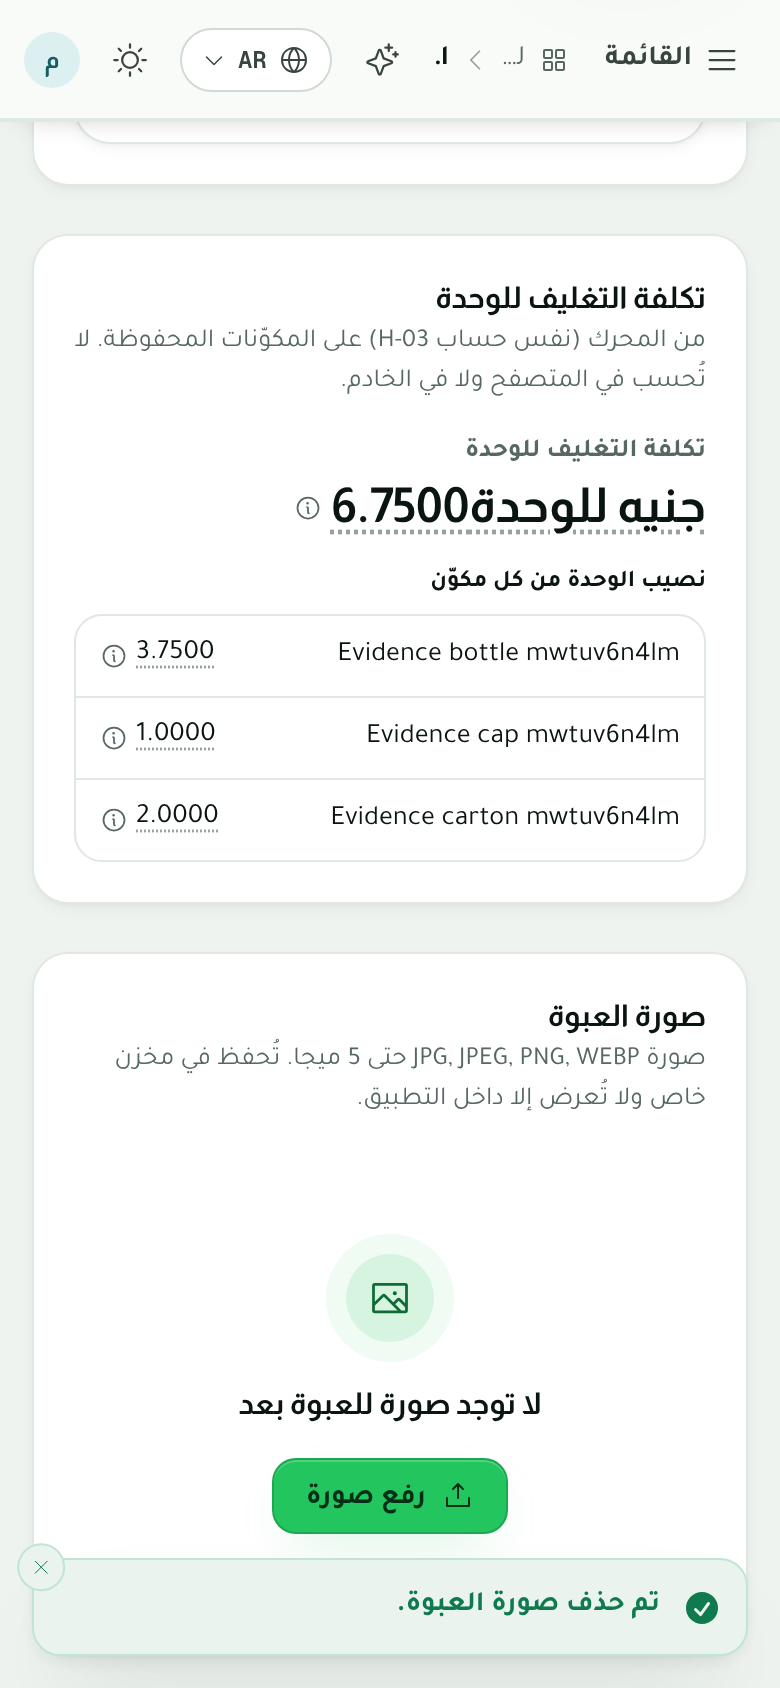 القائمة
لـ...
ا.
AR
م
تكلفة التغليف للوحدة
من المحرك (نفس حساب H-03) على المكوّنات المحفوظة. لا
تُحسب في المتصفح ولا في الخادم.
تكلفة التغليف للوحدة
جنيه للوحدة6.7500
نصيب الوحدة من كل مكوّن
Evidence bottle mwtuv6n4lm 3.7500
Evidence cap mwtuv6n4lm 1.0000
Evidence carton mwtuv6n4lm 2.0000
صورة العبوة
صورة JPG, JPEG, PNG, WEBP حتى 5 ميجا. تُحفظ في مخزن
خاص ولا تُعرض إلا داخل التطبيق.
لا توجد صورة للعبوة بعد
رفع صورة
تم حذف صورة العبوة.